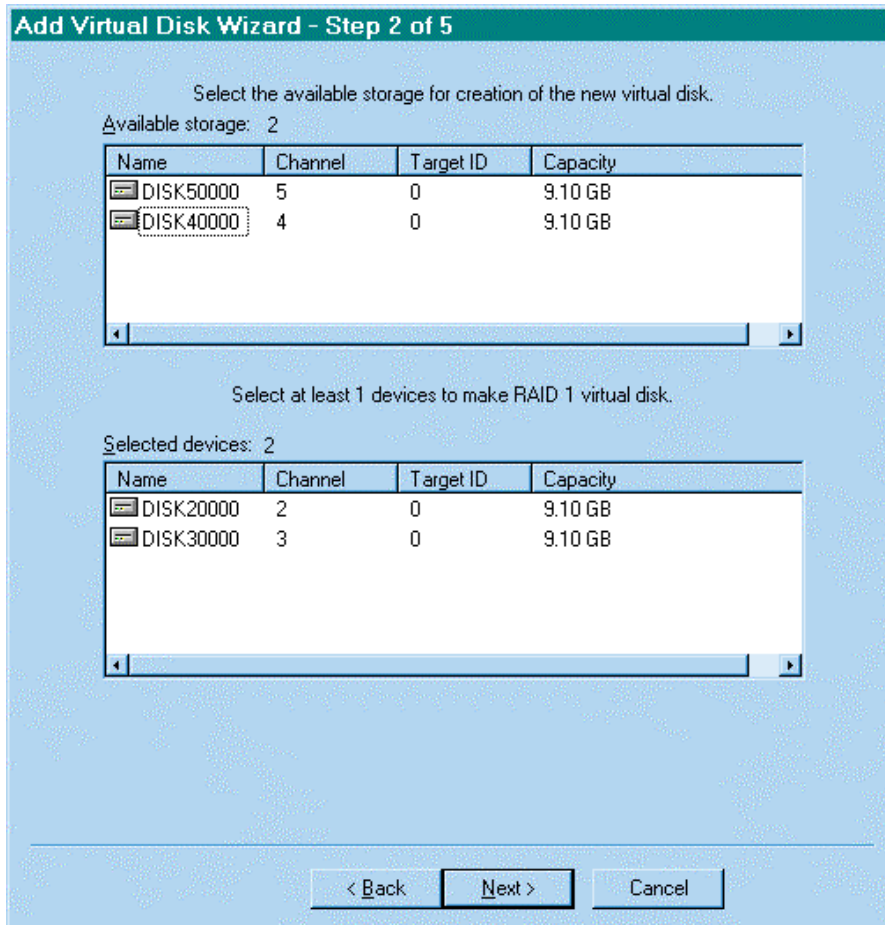 Add Virtual Disk Wizard - Step 2 of 5
Select the available storage for creation of the new virtual disk.
Available storage: 2
Name Channel Target ID Capacity
DISK50000 5 0 9.10 GB
DISK40000 4 0 9.10 GB
Select at least 1 devices to make RAID 1 virtual disk.
Selected devices: 2
Name Channel Target ID Capacity
DISK20000 2 0 9.10 GB
DISK30000 3 0 9.10 GB
< Back Next > Cancel